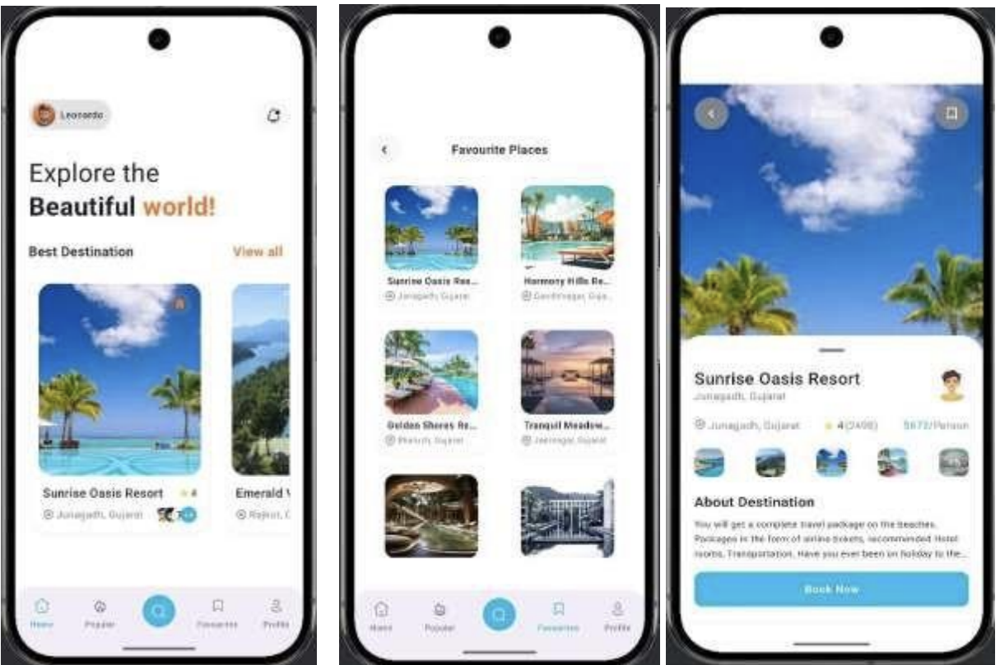 Leonardo
Explore the
Beautiful world!
Best Destination
View all
Sunrise Oasis Resort
4
Emerald
Junagadh, Gujarat
Rajkot,
Home
Popular
Favourites
Profile
Favourite Places
Sunrise Oasis Res...
Harmony Hills Re...
Junagadh, Gujarat
Gandhinagar, Guja...
Golden Shores Re...
Tranquil Meadow...
Bharuch, Gujarat
Jamnagar, Gujarat
Home
Popular
Favourites
Profile
Sunrise Oasis Resort
Junagadh, Gujarat
Junagadh, Gujarat
4(2498)
/Person
About Destination
You will get a complete travel package on the beaches.
Packages in the form of airline tickets, recommended Hotel
rooms, Transportation, Have you ever been on holiday to the...
Book Now